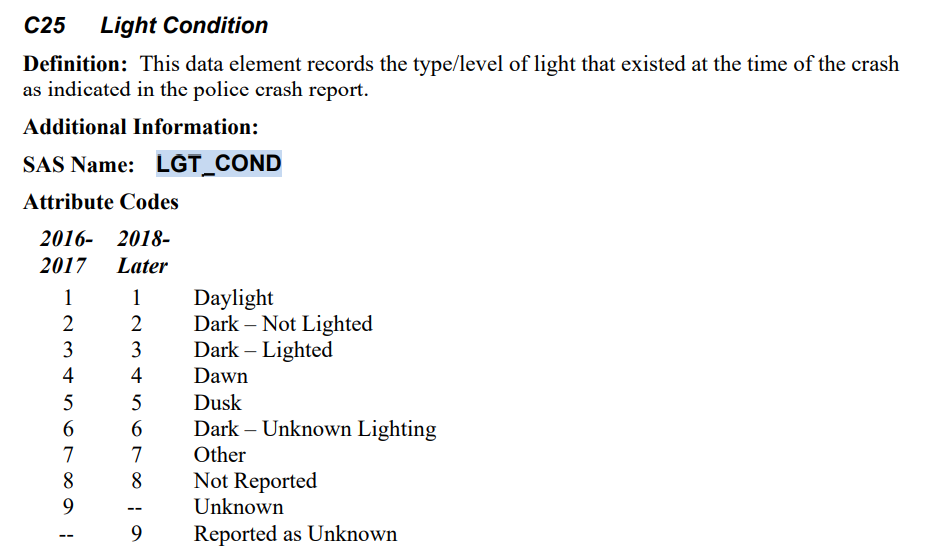 C25 Light Condition
Definition: This data element records the type/level of light that existed at the time of the crash
as indicated in the police crash report.
Additional Information:
SAS Name: LGT_COND
Attribute Codes
2016- 2018-
2017 Later
1 1 Daylight
2 2 Dark – Not Lighted
3 3 Dark – Lighted
4 4 Dawn
5 5 Dusk
6 6 Dark – Unknown Lighting
7 7 Other
8 8 Not Reported
9 -- Unknown
-- 9 Reported as Unknown